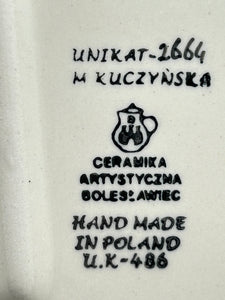 UNIKAT-2664
M KUCZYŃSKA
CERAMIKA
ARTYSTYCZNA
BOLESŁAWIEC
HAND MADE
IN POLAND
U.K-486